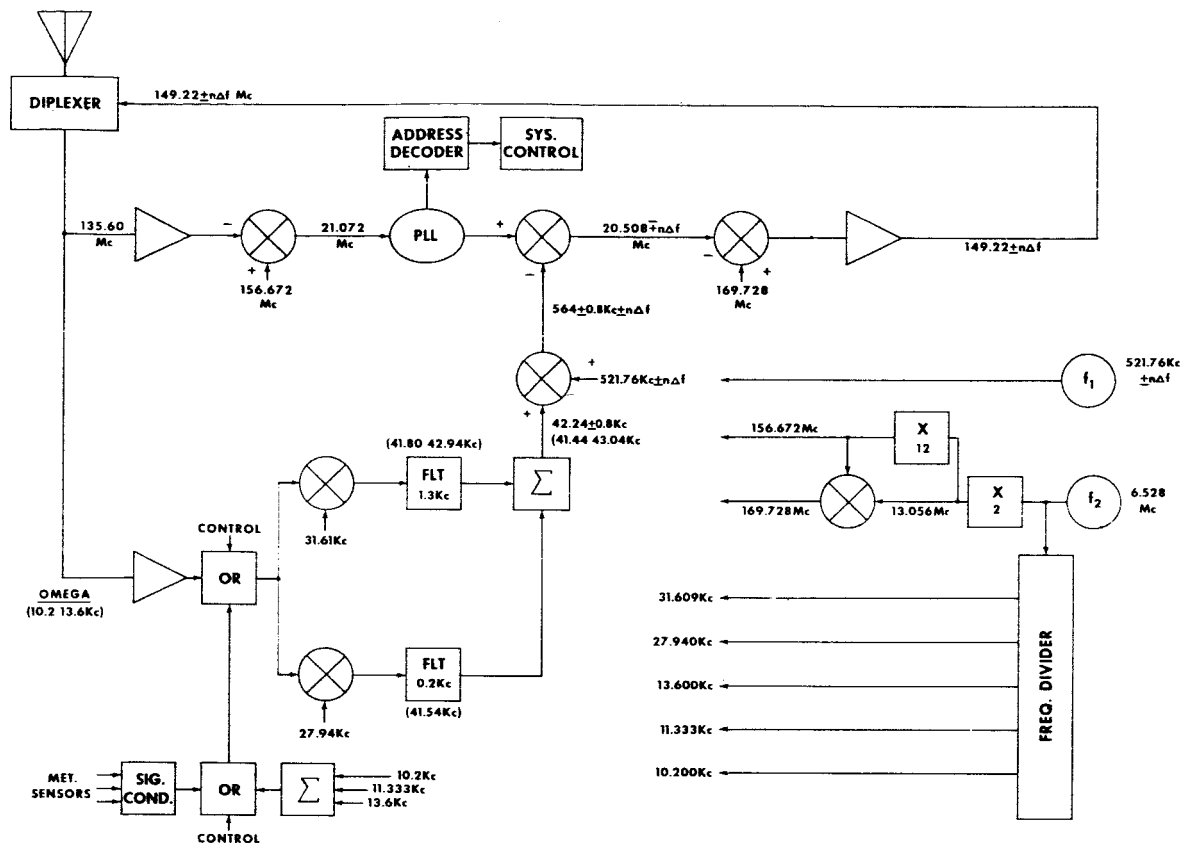 DIPLEXER
149.22±nΔf Mc
ADDRESS
DECODER
SYS.
CONTROL
135.60
Mc
−
+
156.672
Mc
21.072
Mc
PLL
+
−
20.508∓nΔf
Mc
−
+
169.728
Mc
149.22±nΔf
564±0.8Kc±nΔf
+
−
521.76Kc±nΔf
+
f1
521.76Kc
±nΔf
42.24±0.8Kc
(41.44 43.04Kc
(41.80 42.94Kc)
FLT
1.3Kc
Σ
31.61Kc
156.672Mc
X
12
169.728Mc
13.056Mc
X
2
f2
6.528
Mc
CONTROL
OR
OMEGA
(10.2 13.6Kc)
FLT
0.2Kc
(41.54Kc)
27.94Kc
31.609Kc
27.940Kc
13.600Kc
11.333Kc
10.200Kc
FREQ. DIVIDER
MET.
SENSORS
SIG.
COND.
OR
Σ
10.2Kc
11.333Kc
13.6Kc
CONTROL